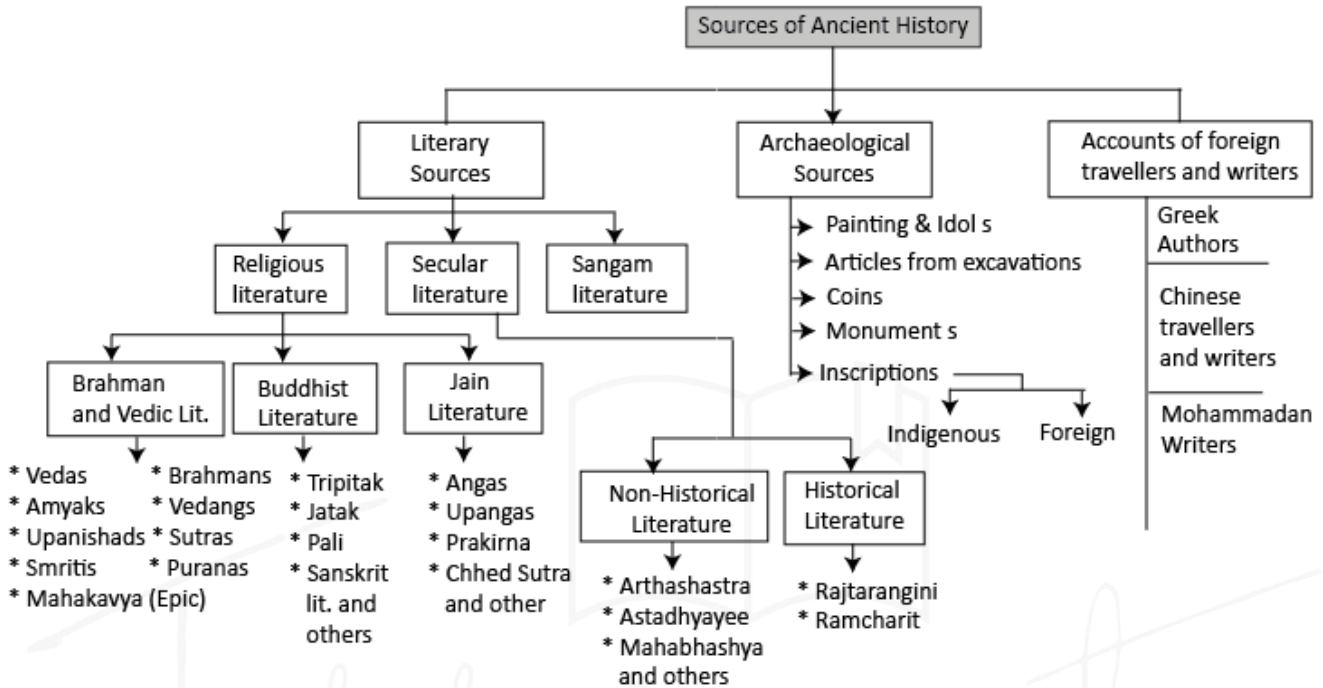 Sources of Ancient History
Literary
Sources
Archaeological
Sources
Accounts of foreign
travellers and writers
Religious
literature
Secular
literature
Sangam
literature
Painting & Idol s
Articles from excavations
Coins
Monument s
Inscriptions
Indigenous
Foreign
Greek
Authors
Chinese
travellers
and writers
Mohammadan
Writers
Brahman
and Vedic Lit.
Buddhist
Literature
Jain
Literature
* Vedas
* Amyaks
* Upanishads
* Smritis
* Mahakavya (Epic)
* Brahmans
* Vedangs
* Sutras
* Puranas
* Tripitak
* Jatak
* Pali
* Sanskrit
lit. and
others
* Angas
* Upangas
* Prakirna
* Chhed Sutra
and other
Non-Historical
Literature
Historical
Literature
* Arthashastra
* Astadhyayee
* Mahabhashya
and others
* Rajtarangini
* Ramcharit